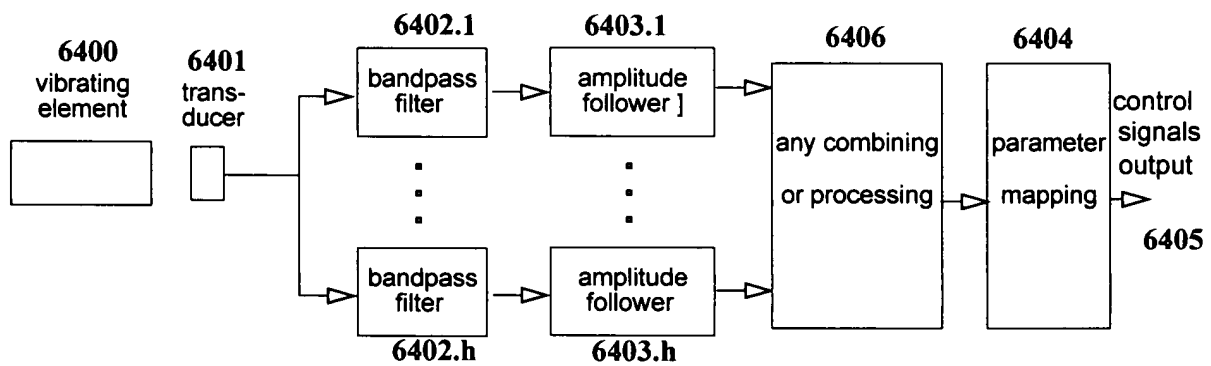 6400
vibrating
element
6401
trans-
ducer
6402.1
bandpass
filter
6403.1
amplitude
follower ]
bandpass
filter
6402.h
amplitude
follower
6403.h
6406
any combining
or processing
6404
parameter
mapping
control
signals
output
6405